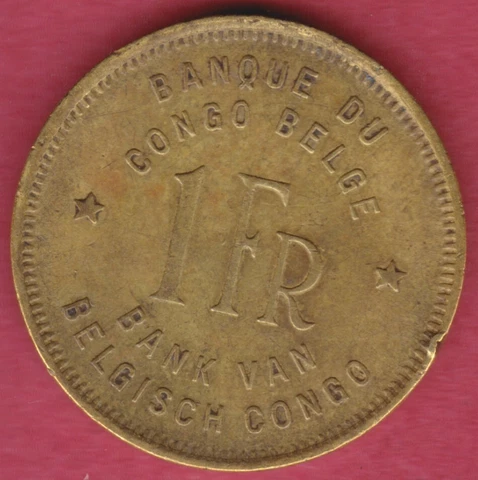 BANQUE DU
CONGO BELGE
1 FR
BANK VAN
BELGISCH CONGO